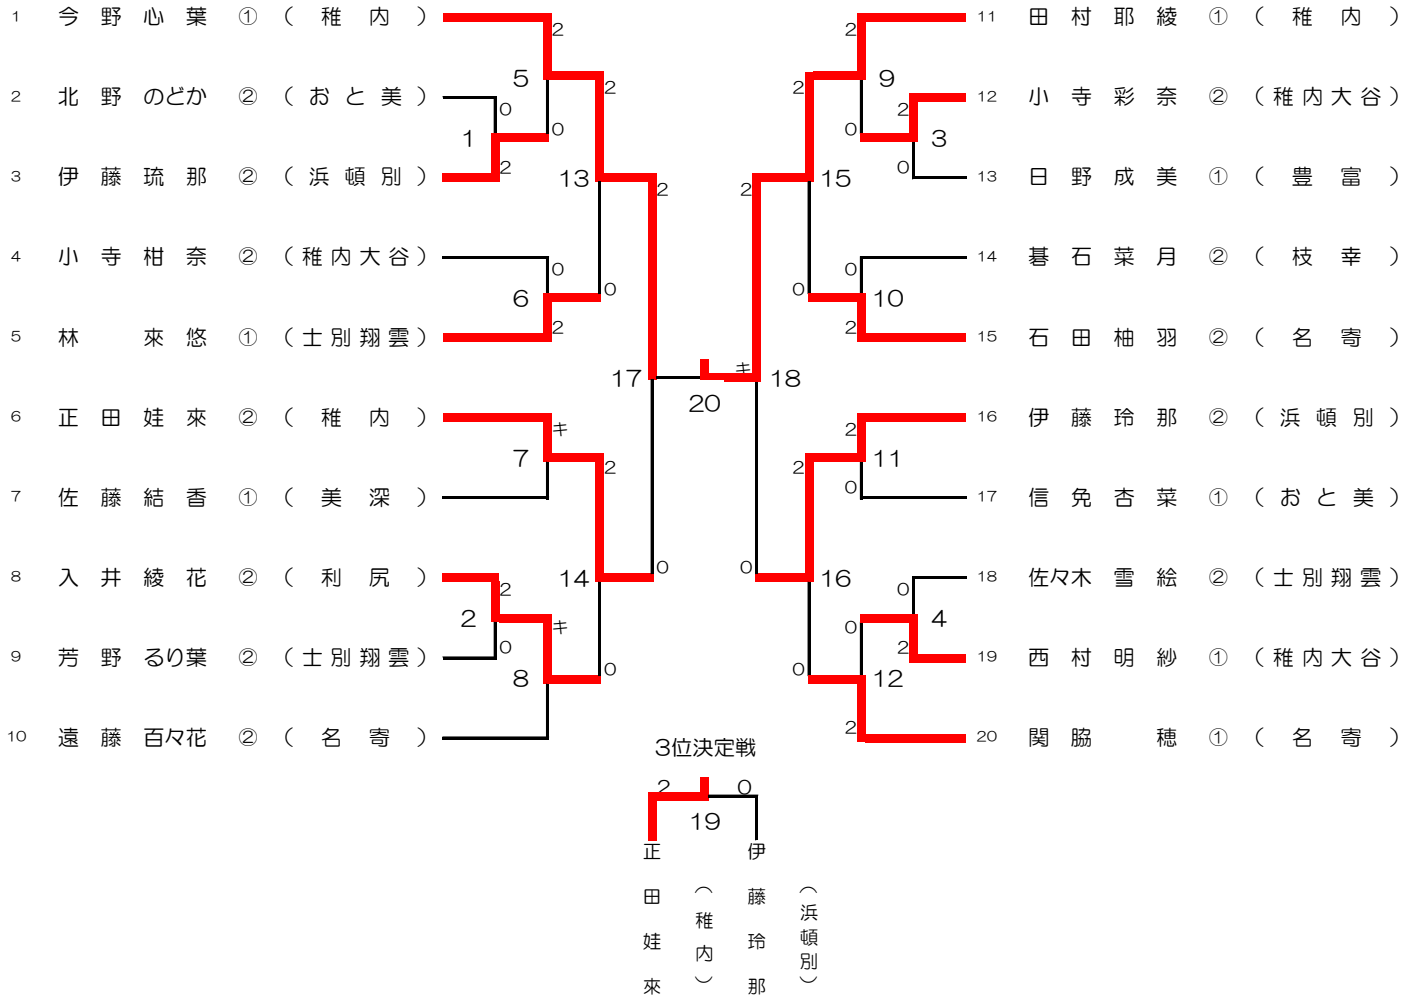 1 今野心葉 ① （稚内）
2 北野のどか ② （おと美）
3 伊藤琉那 ② （浜頓別）
4 小寺柑奈 ② （稚内大谷）
5 林來悠 ① （士別翔雲）
6 正田娃來 ② （稚内）
7 佐藤結香 ① （美深）
8 入井綾花 ② （利尻）
9 芳野るり葉 ② （士別翔雲）
10 遠藤百々花 ② （名寄）
2
5
0
1
0
2
2
13
0
6
2
0
2
17
キ
7
2
14
2
2
0
キ
8
0
0
20
キ
18
2
9
2
0
3
0
2
15
0
10
2
0
2
2
11
0
2
16
0
0
4
2
0
12
2
0
11 田村耶綾 ① （稚内）
12 小寺彩奈 ② （稚内大谷）
13 日野成美 ① （豊富）
14 碁石菜月 ② （枝幸）
15 石田柚羽 ② （名寄）
16 伊藤玲那 ② （浜頓別）
17 信免杏菜 ① （おと美）
18 佐々木雪絵 ② （士別翔雲）
19 西村明紗 ① （稚内大谷）
20 関脇穂 ① （名寄）
3位決定戦
2 0
19
正田娃來
（稚内）
伊藤玲那
（浜頓別）